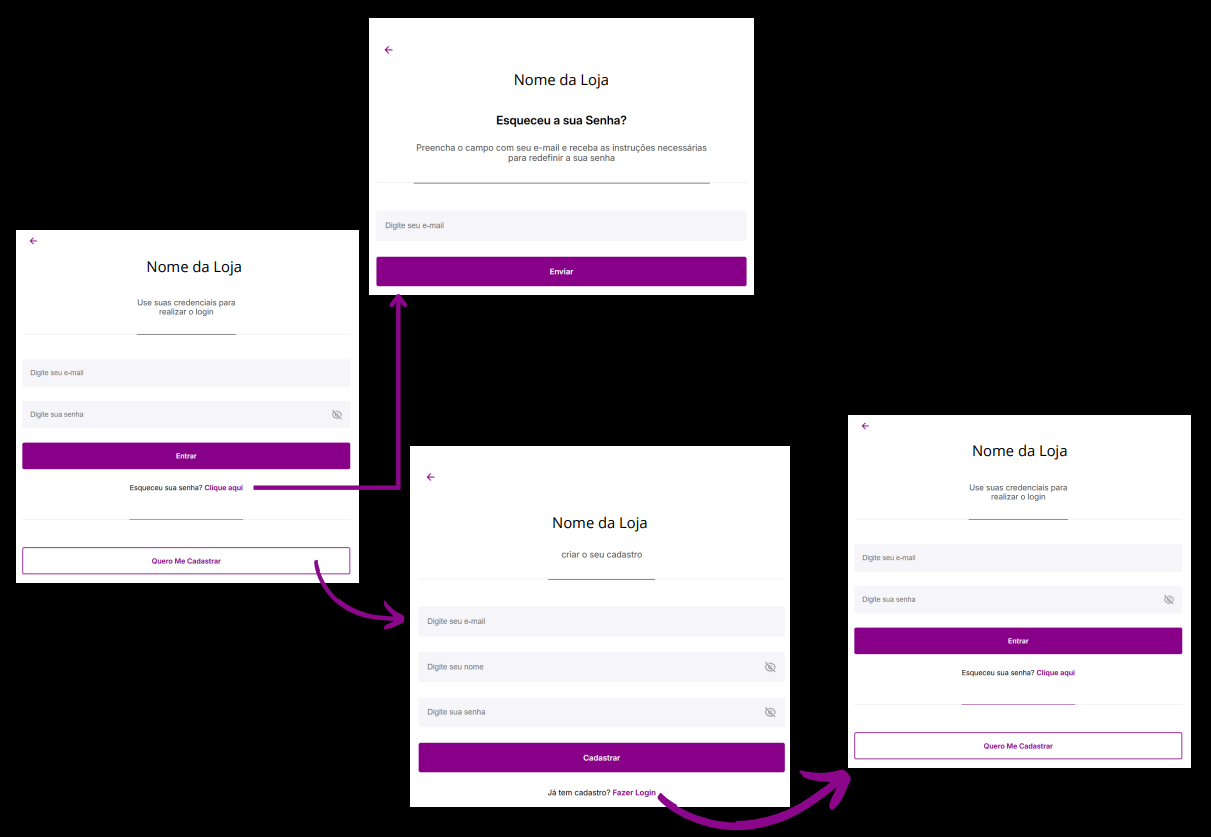 Nome da Loja
Esqueceu a sua Senha?
Preencha o campo com seu e-mail e receba as instruções necessárias
para redefinir a sua senha
Digite seu e-mail
Enviar
Nome da Loja
Use suas credenciais para
realizar o login
Digite seu e-mail
Digite sua senha
Entrar
Esqueceu sua senha? Clique aqui
Quero Me Cadastrar
Nome da Loja
criar o seu cadastro
Digite seu e-mail
Digite seu nome
Digite sua senha
Cadastrar
Já tem cadastro? Fazer Login
Nome da Loja
Use suas credenciais para
realizar o login
Digite seu e-mail
Digite sua senha
Entrar
Esqueceu sua senha? Clique aqui
Quero Me Cadastrar